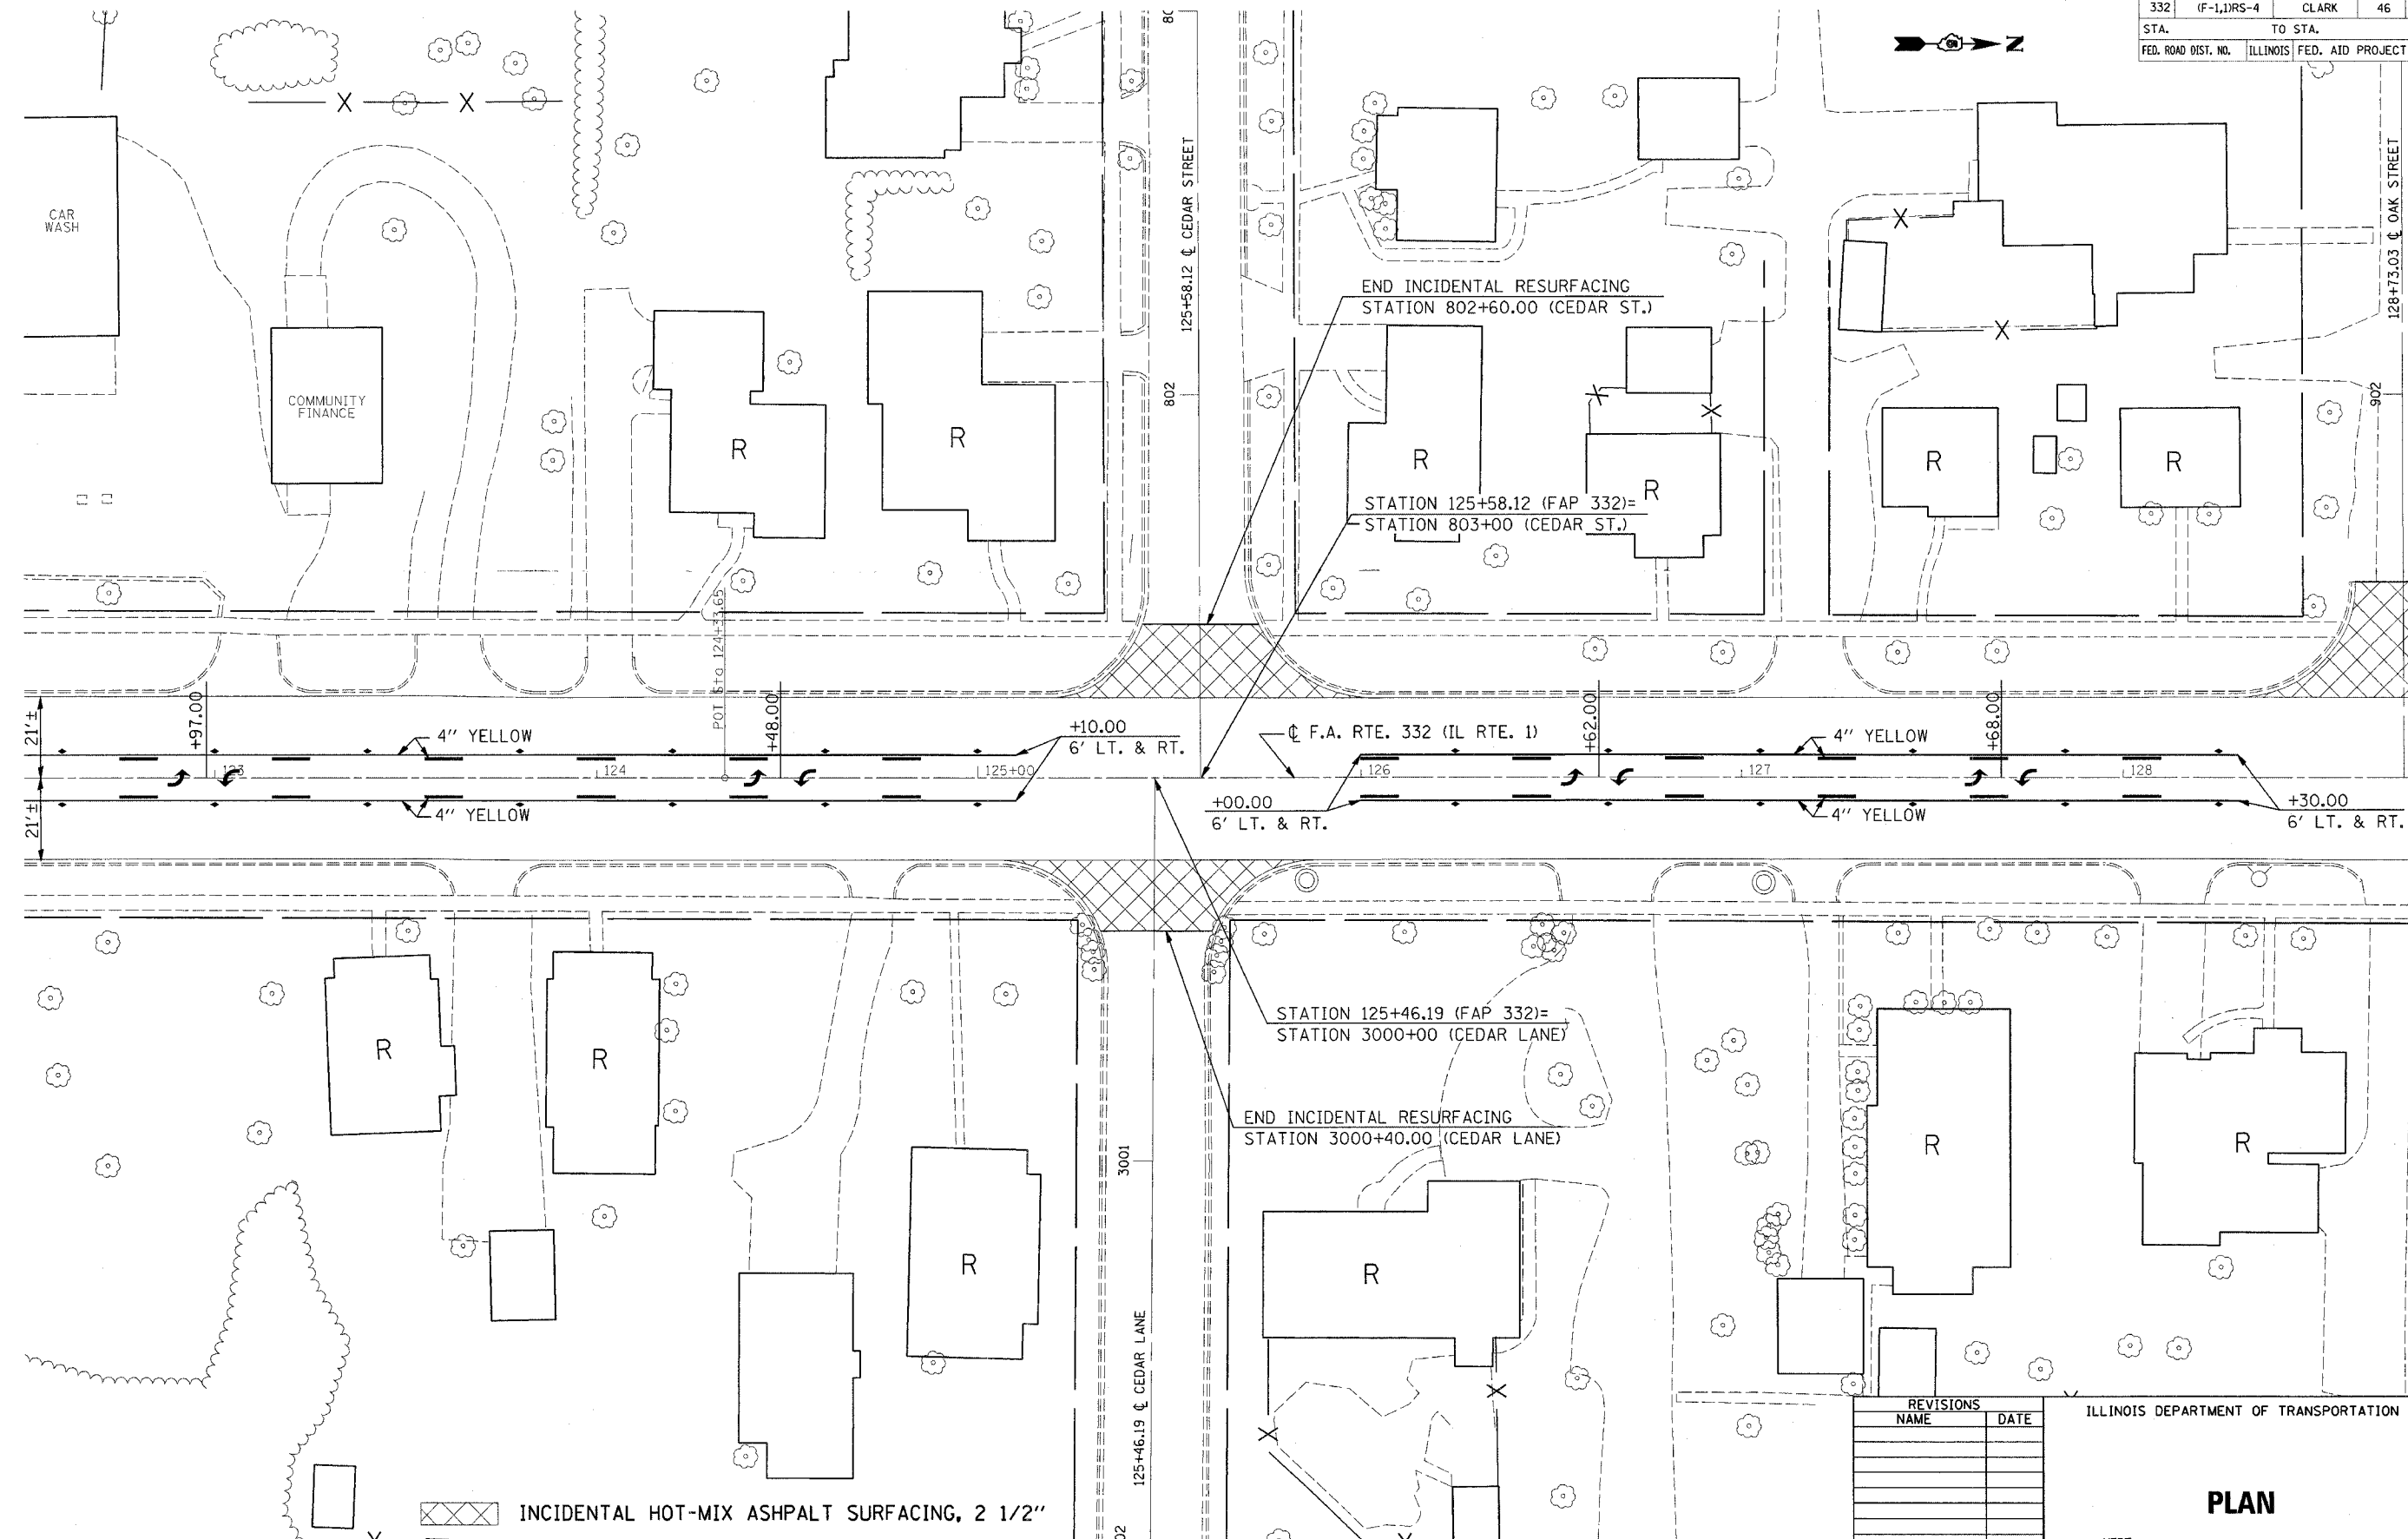 332 (F-1,1)RS-4 CLARK 46
STA. TO STA.
FED. ROAD DIST. NO. ILLINOIS FED. AID PROJECT
N
CAR
WASH
COMMUNITY
FINANCE
R
R
125+58.12 ℄ CEDAR STREET
802
END INCIDENTAL RESURFACING
STATION 802+60.00 (CEDAR ST.)
STATION 125+58.12 (FAP 332)=
STATION 803+00 (CEDAR ST.)
R
R
R
R
128+73.03 ℄ OAK STREET
902
POT Sta 124+33.65
21'±
21'±
+97.00
4" YELLOW
4" YELLOW
+48.00
+10.00
6' LT. & RT.
℄ F.A. RTE. 332 (IL RTE. 1)
+62.00
4" YELLOW
4" YELLOW
+68.00
123
124
125+00
126
127
128
+00.00
6' LT. & RT.
+30.00
6' LT. & RT.
STATION 125+46.19 (FAP 332)=
STATION 3000+00 (CEDAR LANE)
END INCIDENTAL RESURFACING
STATION 3000+40.00 (CEDAR LANE)
R
R
R
R
R
R
3001
125+46.19 ℄ CEDAR LANE
INCIDENTAL HOT-MIX ASHPALT SURFACING, 2 1/2"
REVISIONS
NAME DATE
ILLINOIS DEPARTMENT OF TRANSPORTATION
PLAN